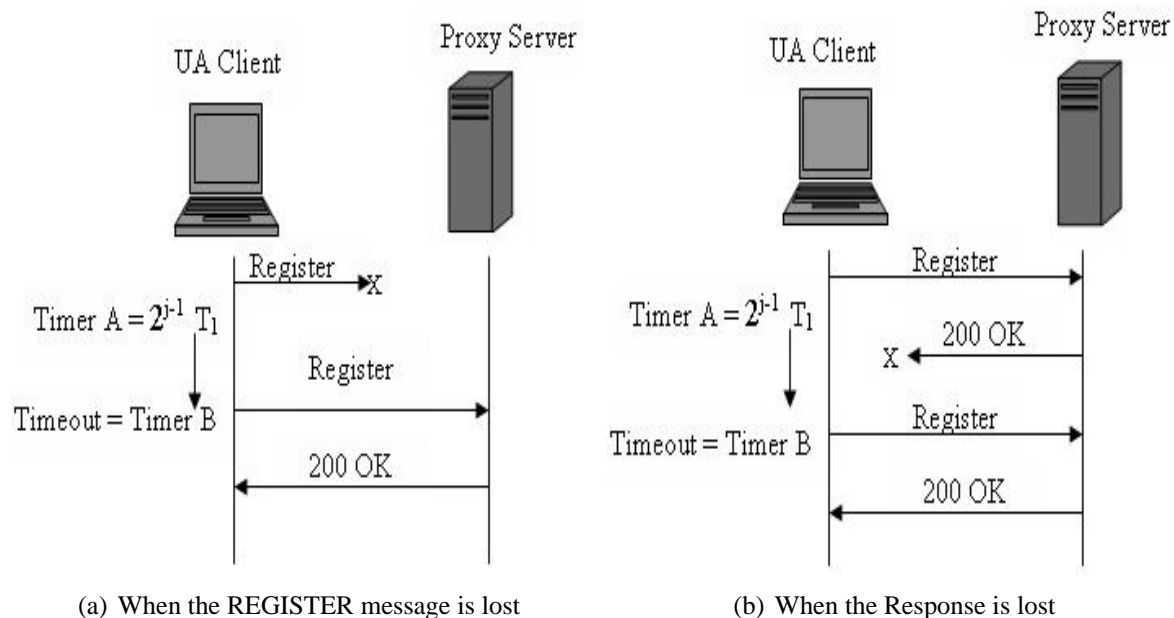 UA Client
Proxy Server
Register
X
Timer A = 2^{j-1} T_1
Register
Timeout = Timer B
200 OK
(a) When the REGISTER message is lost
UA Client
Proxy Server
Register
Timer A = 2^{j-1} T_1
200 OK
X
Register
Timeout = Timer B
200 OK
(b) When the Response is lost